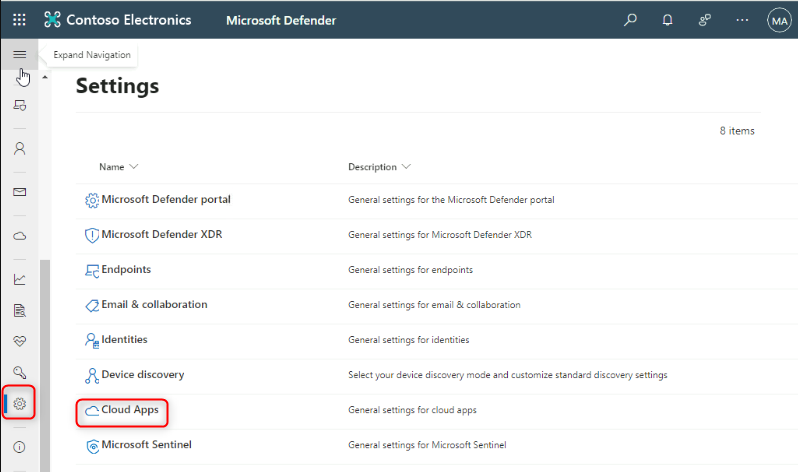 Contoso Electronics Microsoft Defender MA
Expand Navigation
Settings
8 items
Name Description
Microsoft Defender portal General settings for the Microsoft Defender portal
Microsoft Defender XDR General settings for Microsoft Defender XDR
Endpoints General settings for endpoints
Email & collaboration General settings for email & collaboration
Identities General settings for identities
Device discovery Select your device discovery mode and customize standard discovery settings
Cloud Apps General settings for cloud apps
Microsoft Sentinel General settings for Microsoft Sentinel